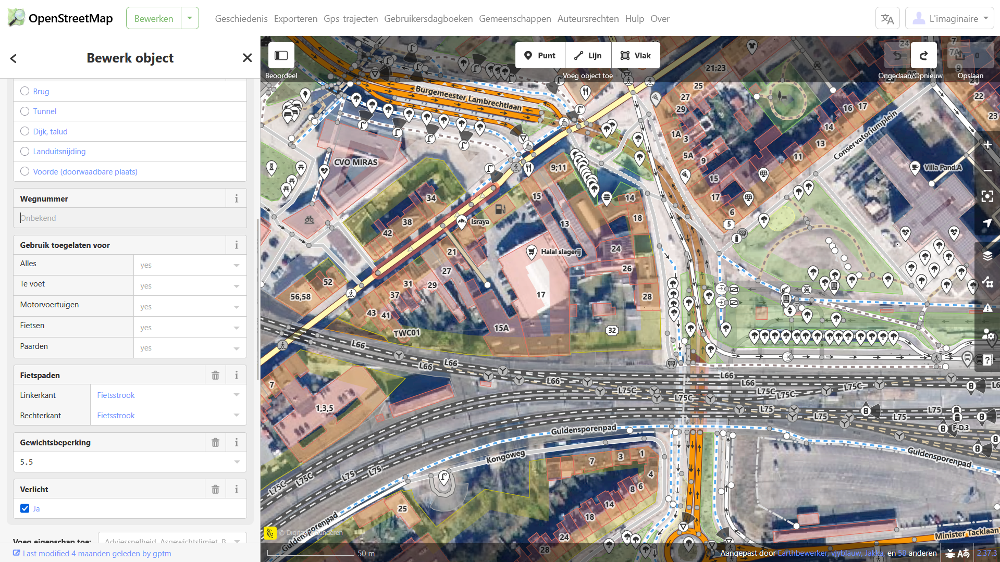 OpenStreetMap
Bewerken
Geschiedenis Exporteren Gps-trajecten Gebruikersdagboeken Gemeenschappen Auteursrechten Hulp Over
L'imaginaire
Bewerk object
Brug
Tunnel
Dijk, talud
Landuitsnijding
Voorde (doorwaadbare plaats)
Wegnummer
Onbekend
Gebruik toegelaten voor
Alles yes
Te voet yes
Motorvoertuigen yes
Fietsen yes
Paarden yes
Fietspaden
Linkerkant Fietsstrook
Rechterkant Fietsstrook
Gewichtsbeperking
5.5
Verlicht
Ja
Voeg eigenschap toe: Adviessnelheid, Asgewichtslimiet, B
Last modified 4 maanden geleden by gptm
Beoordeel
Punt Lijn Vlak
Voeg object toe
Ongedaan/Opnieuw
0
Opslaan
24
7
7A
9
21;23
25
27
29
16
17
21
22
23
14
13
11
1A
3
5A
9
15
17
6
5
Burgemeester Lambrechtlaan
Conservatoriumplein
CVO MIRAS
Villa Pand.A
9;11
15
14
18
13
34
38
42
Israya
Halal slagerij
24
26
28
21
27
29
31
37
41
43
52
56,58
17
15A
TWC01
32
L66
L66
L66
L66
L66
L66
L6
7
1,3,5
L75C
L75C
L75C
L75C
L75C
L75C
L75
L75
L75
L75
L75
L75
F-D.3
Guldensporenpad
Guldensporenpad
Guldensporenpad
Kongoweg
7
3
1
4
6
8
14
18
24
28
25
Minister Tacklaan
© Digitaal Vlaanderen
50 m
Aangepast door Earthbewerker, vjyblauw, Jakka, en 58 anderen
2.37.3